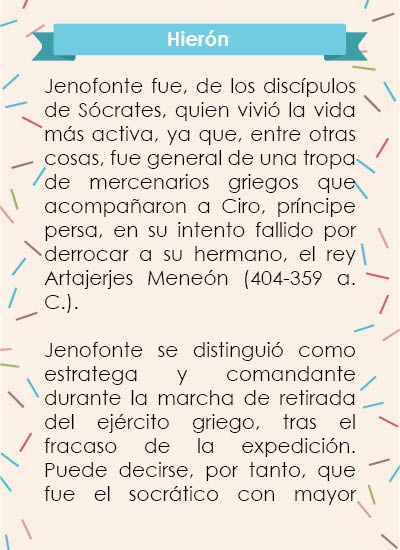 Hierón
Jenofonte fue, de los discípulos
de Sócrates, quien vivió la vida
más activa, ya que, entre otras
cosas, fue general de una tropa
de mercenarios griegos que
acompañaron a Ciro, príncipe
persa, en su intento fallido por
derrocar a su hermano, el rey
Artajerjes Meneón (404-359 a.
C.).
Jenofonte se distinguió como
estratega y comandante
durante la marcha de retirada
del ejército griego, tras el
fracaso de la expedición.
Puede decirse, por tanto, que
fue el socrático con mayor